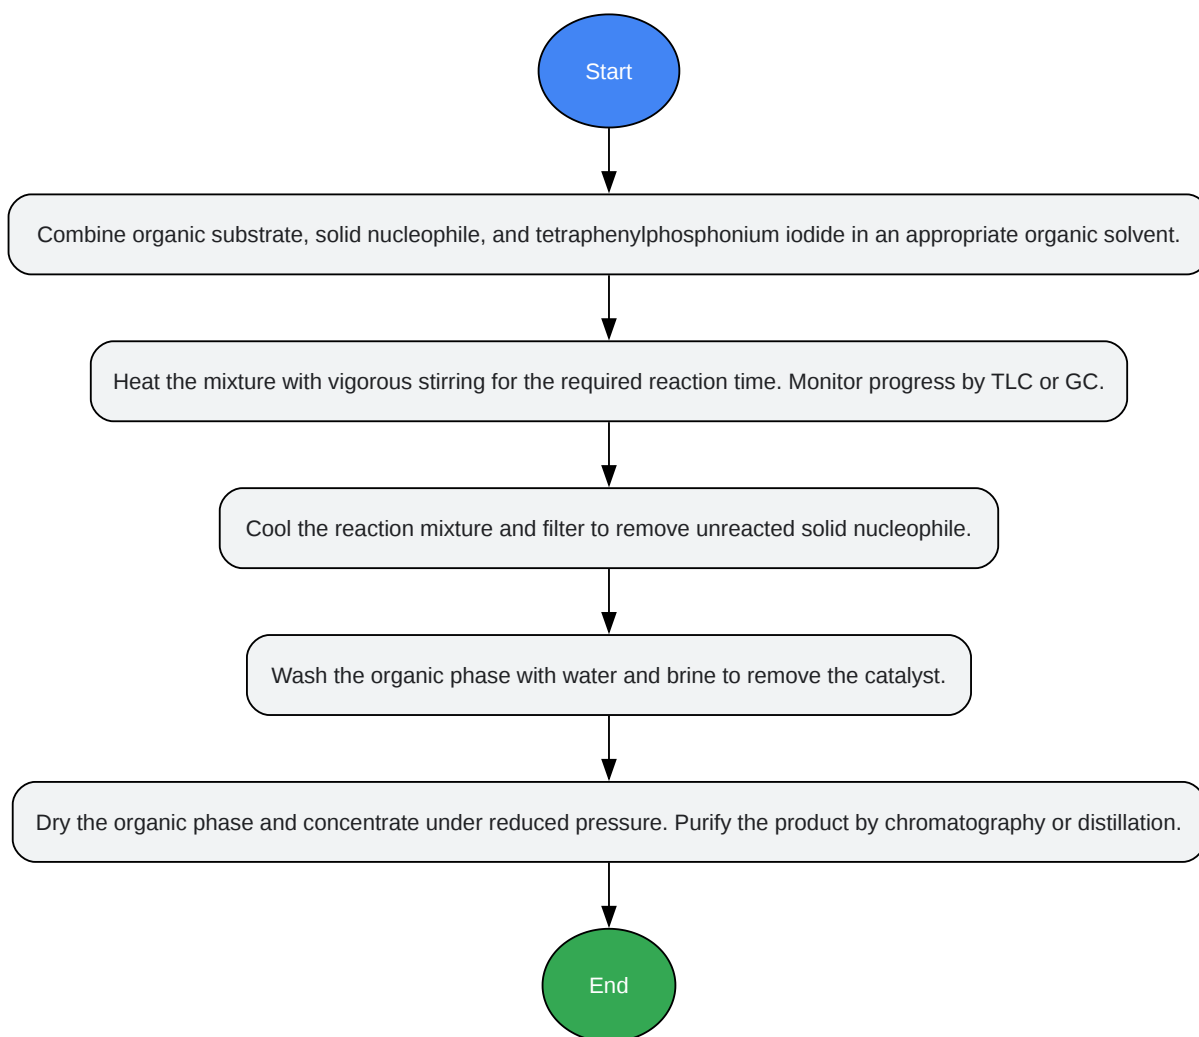 Start
Combine organic substrate, solid nucleophile, and tetraphenylphosphonium iodide in an appropriate organic solvent.
Heat the mixture with vigorous stirring for the required reaction time. Monitor progress by TLC or GC.
Cool the reaction mixture and filter to remove unreacted solid nucleophile.
Wash the organic phase with water and brine to remove the catalyst.
Dry the organic phase and concentrate under reduced pressure. Purify the product by chromatography or distillation.
End